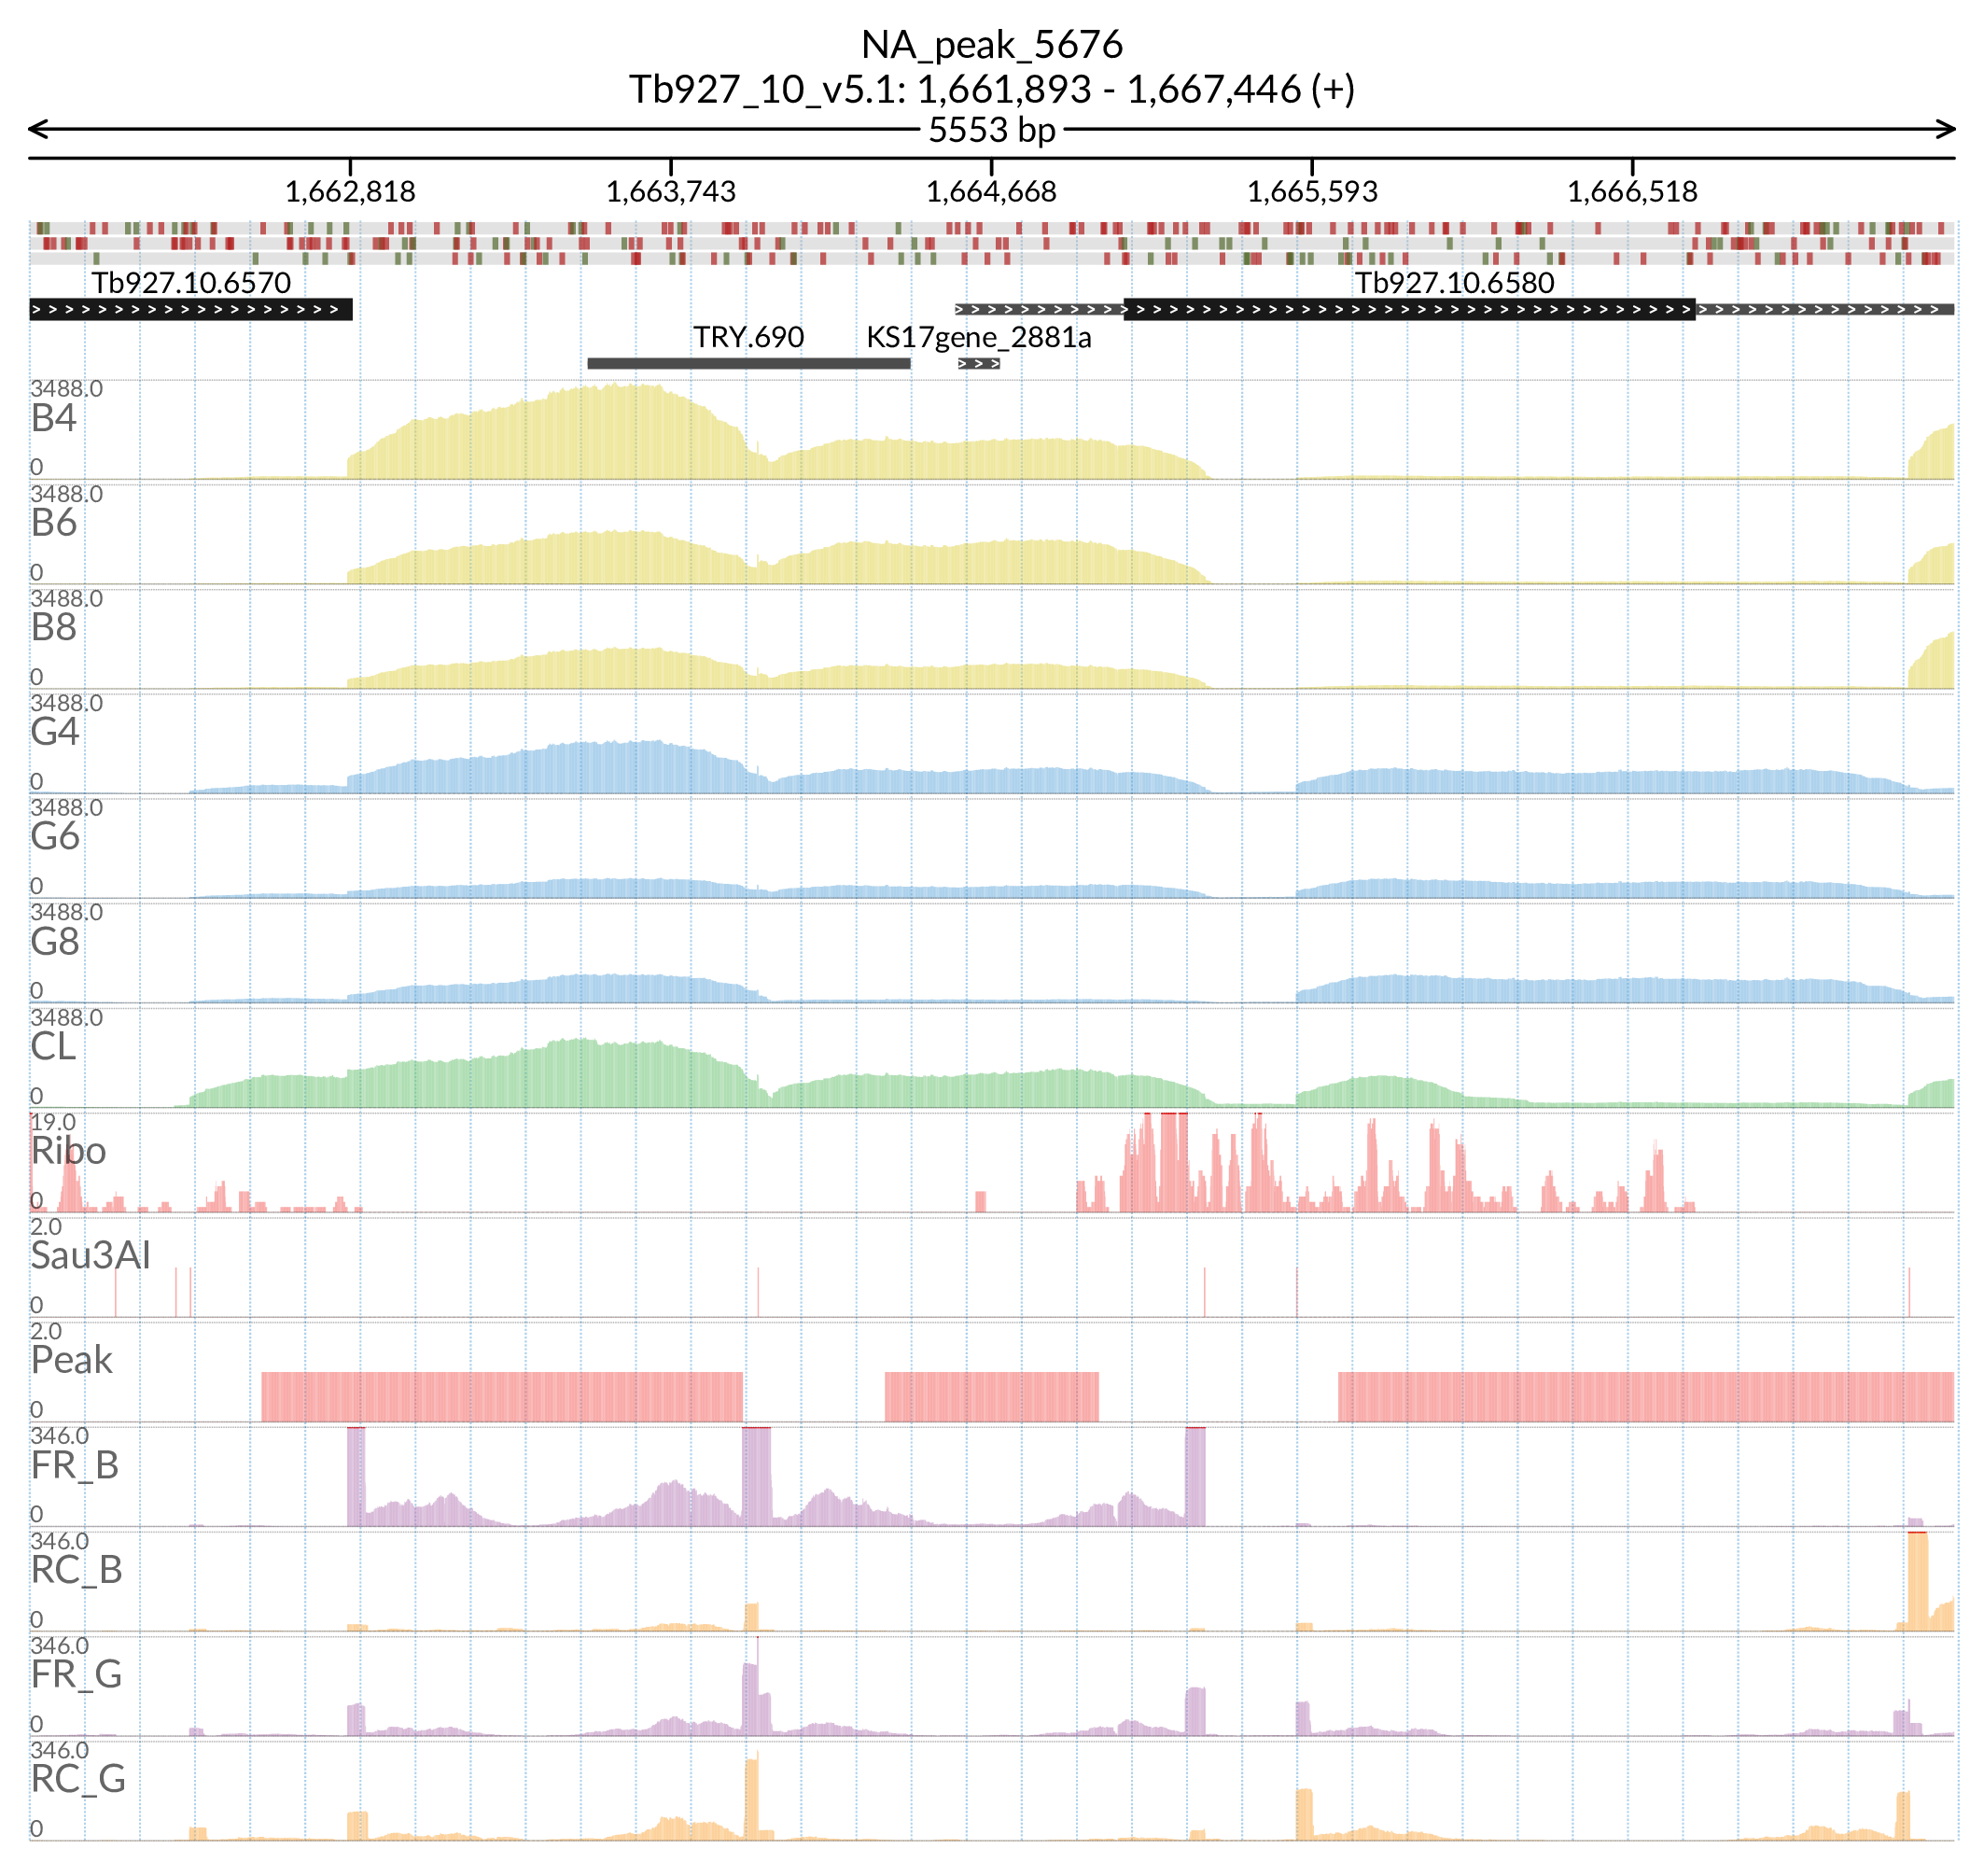 NA_peak_5676
Tb927_10_v5.1: 1,661,893 - 1,667,446 (+)
5553 bp
1,662,818 1,663,743 1,664,668 1,665,593 1,666,518
Tb927.10.6570 Tb927.10.6580
TRY.690 KS17gene_2881a
3488.0
B4
0
3488.0
B6
0
3488.0
B8
0
3488.0
G4
0
3488.0
G6
0
3488.0
G8
0
3488.0
CL
0
19.0
Ribo
0
2.0
Sau3AI
0
2.0
Peak
0
346.0
FR_B
0
346.0
RC_B
0
346.0
FR_G
0
346.0
RC_G
0